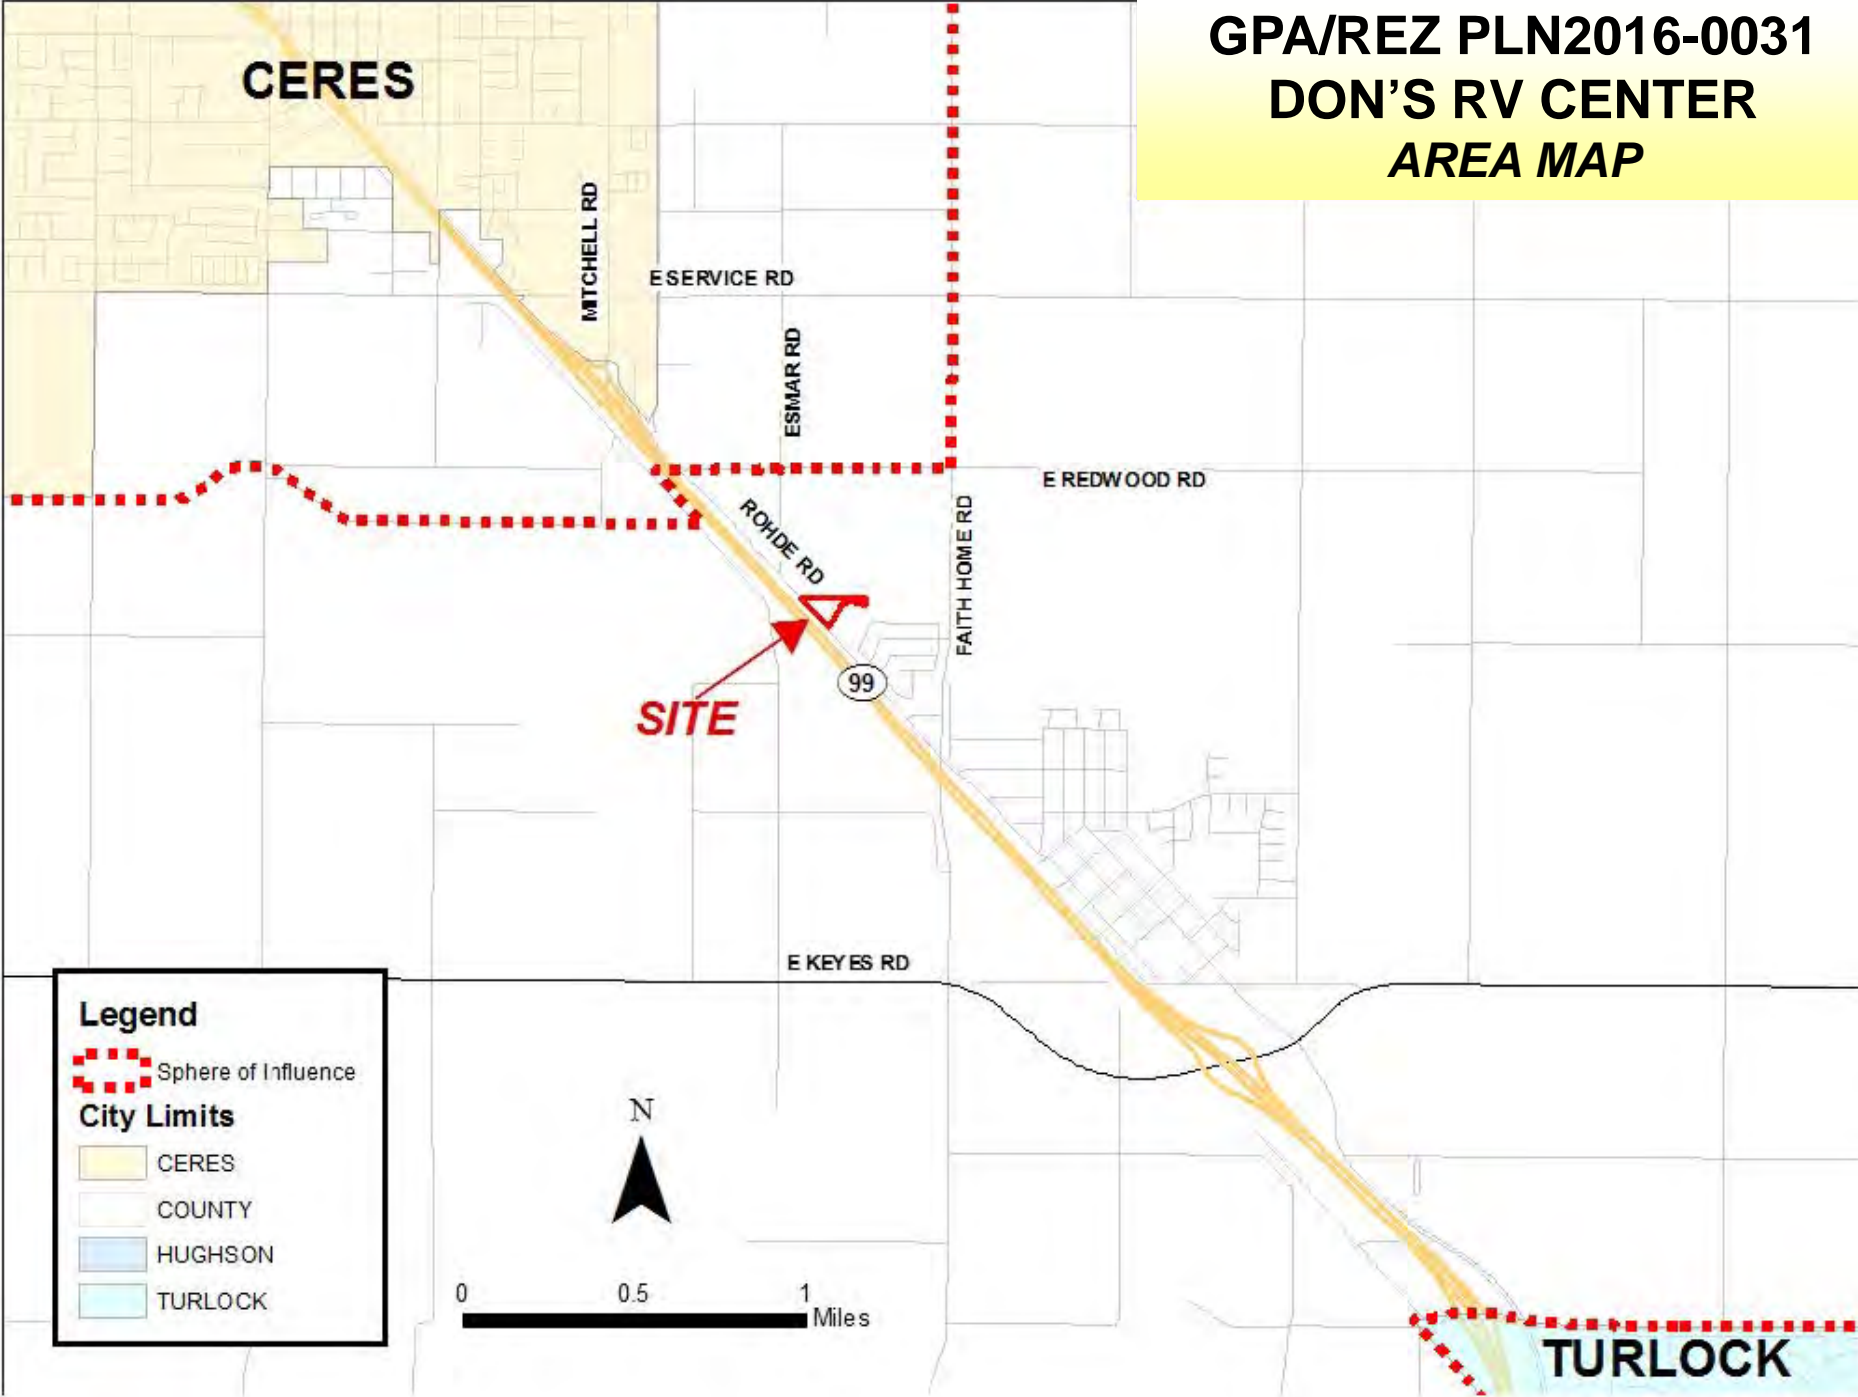 GPA/REZ PLN2016-0031
DON'S RV CENTER
AREA MAP
CERES
MITCHELL RD
E SERVICE RD
ESMAR RD
E REDWOOD RD
ROHDE RD
FAITH HOME RD
99
SITE
E KEYES RD
Legend
Sphere of Influence
City Limits
CERES
COUNTY
HUGHSON
TURLOCK
N
0 0.5 1
Miles
TURLOCK